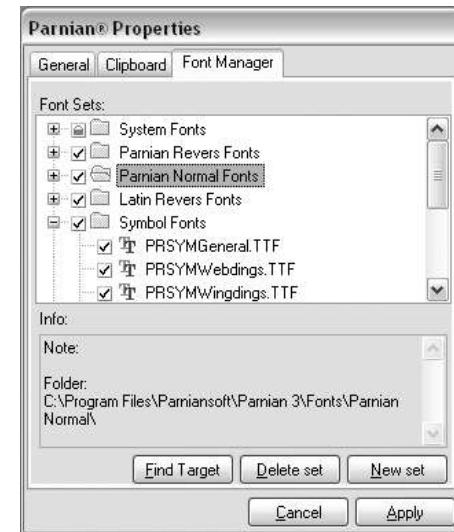 Parnian® Properties
General Clipboard Font Manager
Font Sets:
System Fonts
Parnian Revers Fonts
Parnian Normal Fonts
Latin Revers Fonts
Symbol Fonts
PRSYMGeneral.TTF
PRSYMWebdings.TTF
PRSYMWingdings.TTF
Info:
Note:
Folder:
C:\Program Files\Parniansoft\Parnian 3\Fonts\Parnian
Normal\
Find Target Delete set New set
Cancel Apply